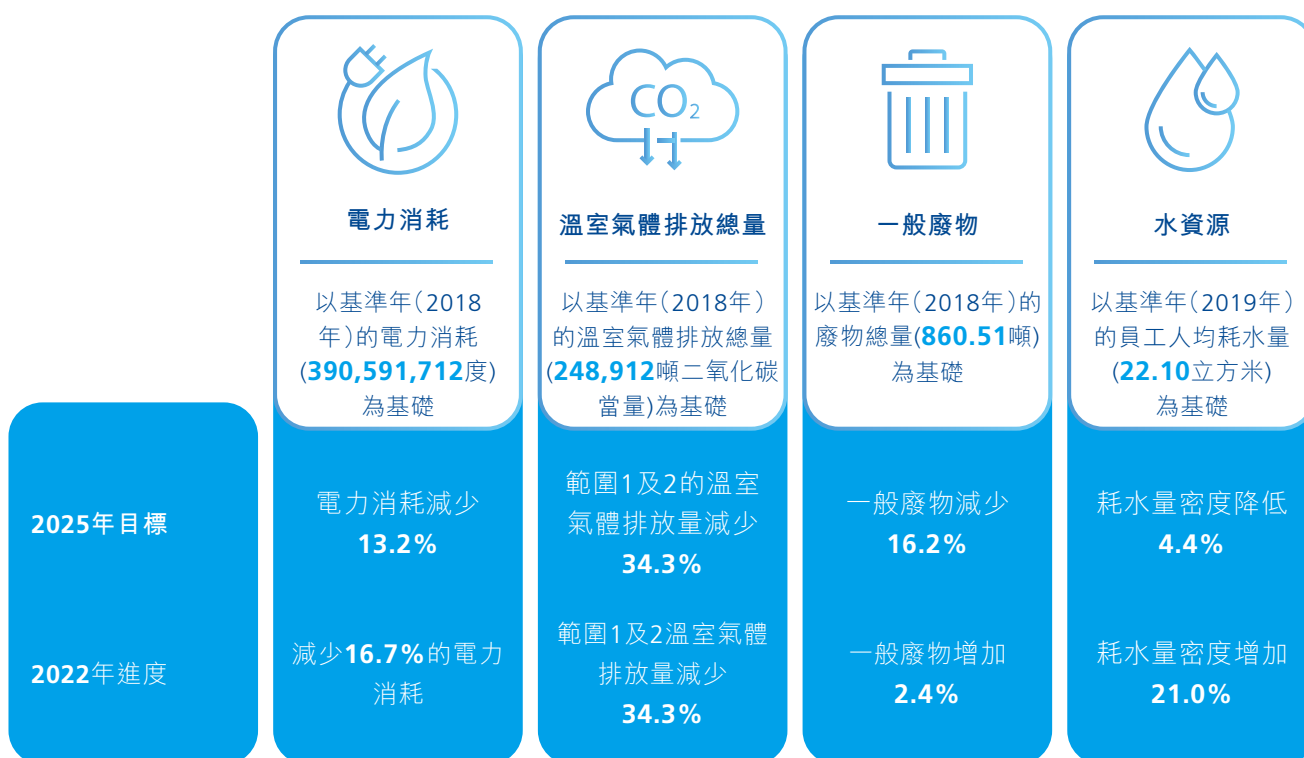 CO₂
電力消耗
以基準年(2018
年)的電力消耗
(390,591,712度)
為基礎
溫室氣體排放總量
以基準年(2018年)
的溫室氣體排放總量
(248,912噸二氧化碳
當量)為基礎
一般廢物
以基準年(2018年)的
廢物總量(860.51噸)
為基礎
水資源
以基準年(2019年)
的員工人均耗水量
(22.10立方米)
為基礎
2025年目標
電力消耗減少
13.2%
範圍1及2的溫室
氣體排放量減少
34.3%
一般廢物減少
16.2%
耗水量密度降低
4.4%
2022年進度
減少16.7%的電力
消耗
範圍1及2溫室氣體
排放量減少
34.3%
一般廢物增加
2.4%
耗水量密度增加
21.0%